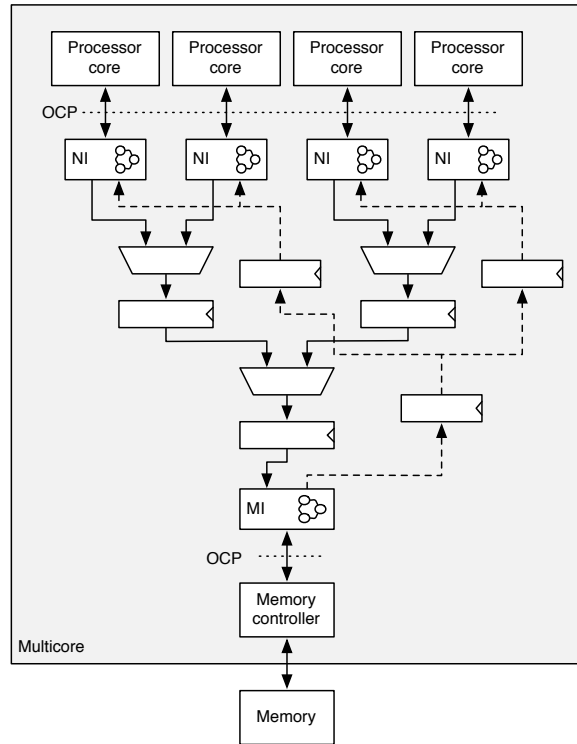 Processor
core
Processor
core
Processor
core
Processor
core
OCP
NI
NI
NI
NI
MI
OCP
Memory
controller
Multicore
Memory